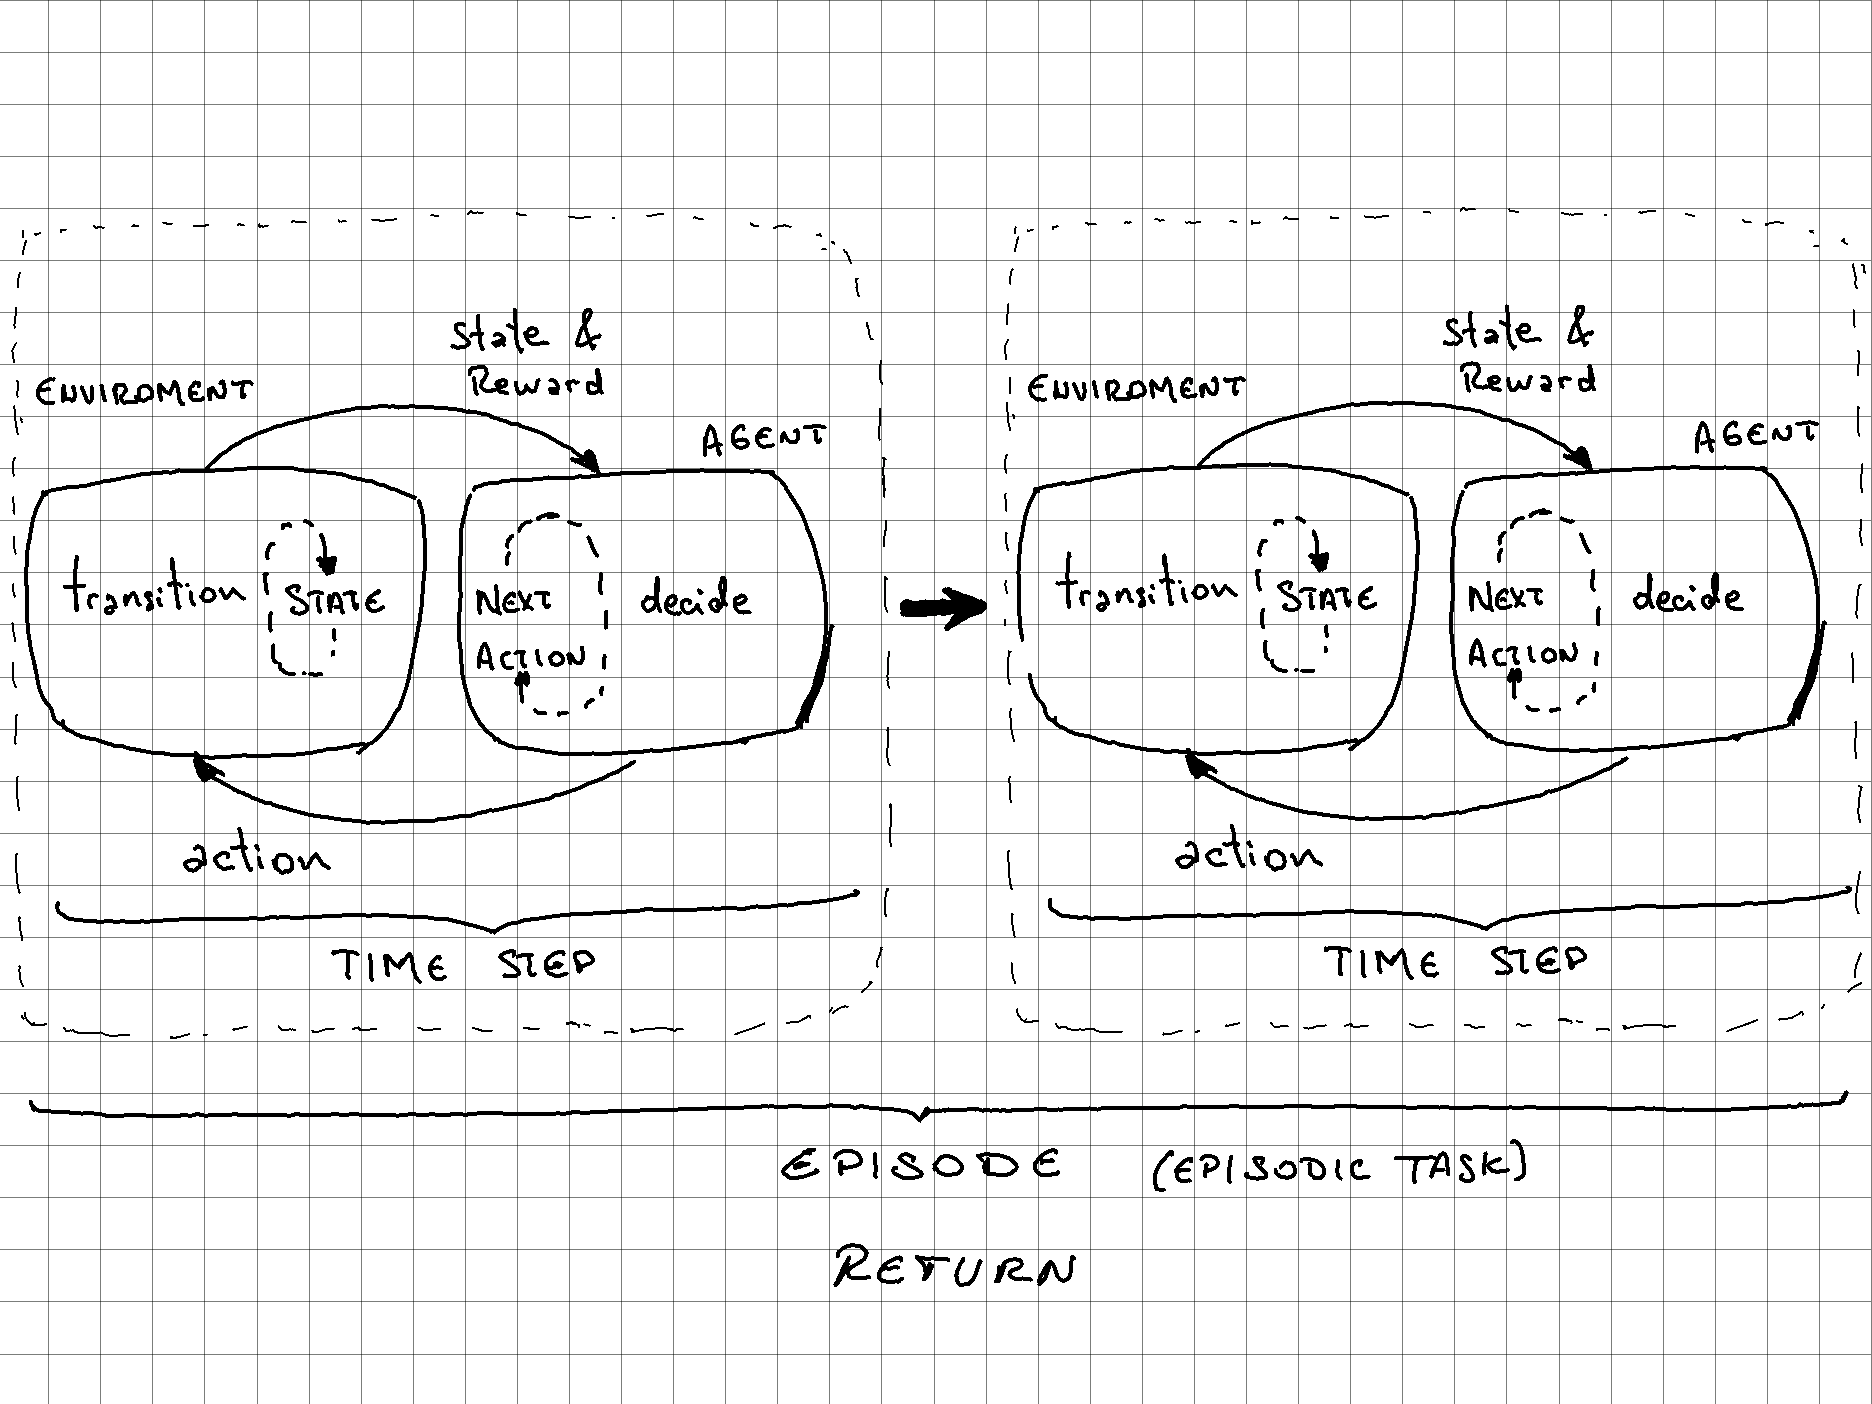 State &
Reward
ENVIROMENT
AGENT
transition
STATE
NEXT
ACTION
decide
action
TIME STEP
State &
Reward
ENVIROMENT
AGENT
transition
STATE
NEXT
ACTION
decide
action
TIME STEP
EPISODE (EPISODIC TASK)
RETURN